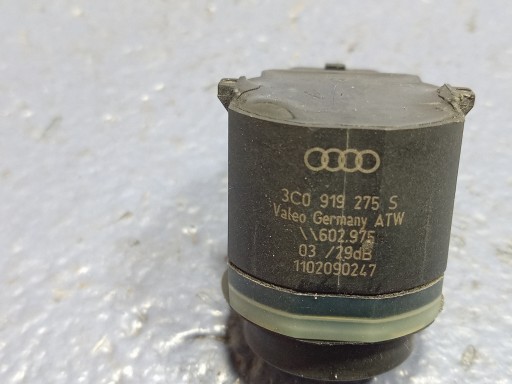 3C0 919 275 S
Valeo Germany ATW
\\602.975
03 /29dB
1102090247